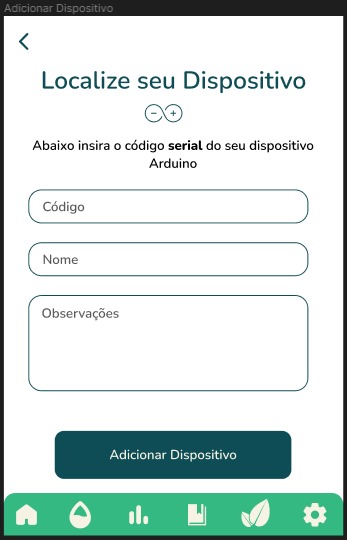 Adicionar Dispositivo
Localize seu Dispositivo
Abaixo insira o código serial do seu dispositivo
Arduino
Código
Nome
Observações
Adicionar Dispositivo